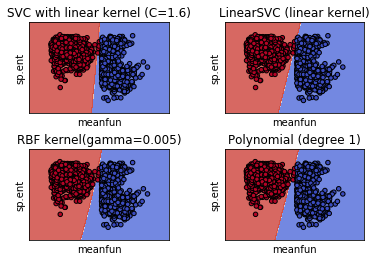 SVC with linear kernel (C=1.6)
LinearSVC (linear kernel)
sp.ent
sp.ent
meanfun
meanfun
RBF kernel(gamma=0.005)
Polynomial (degree 1)
sp.ent
sp.ent
meanfun
meanfun